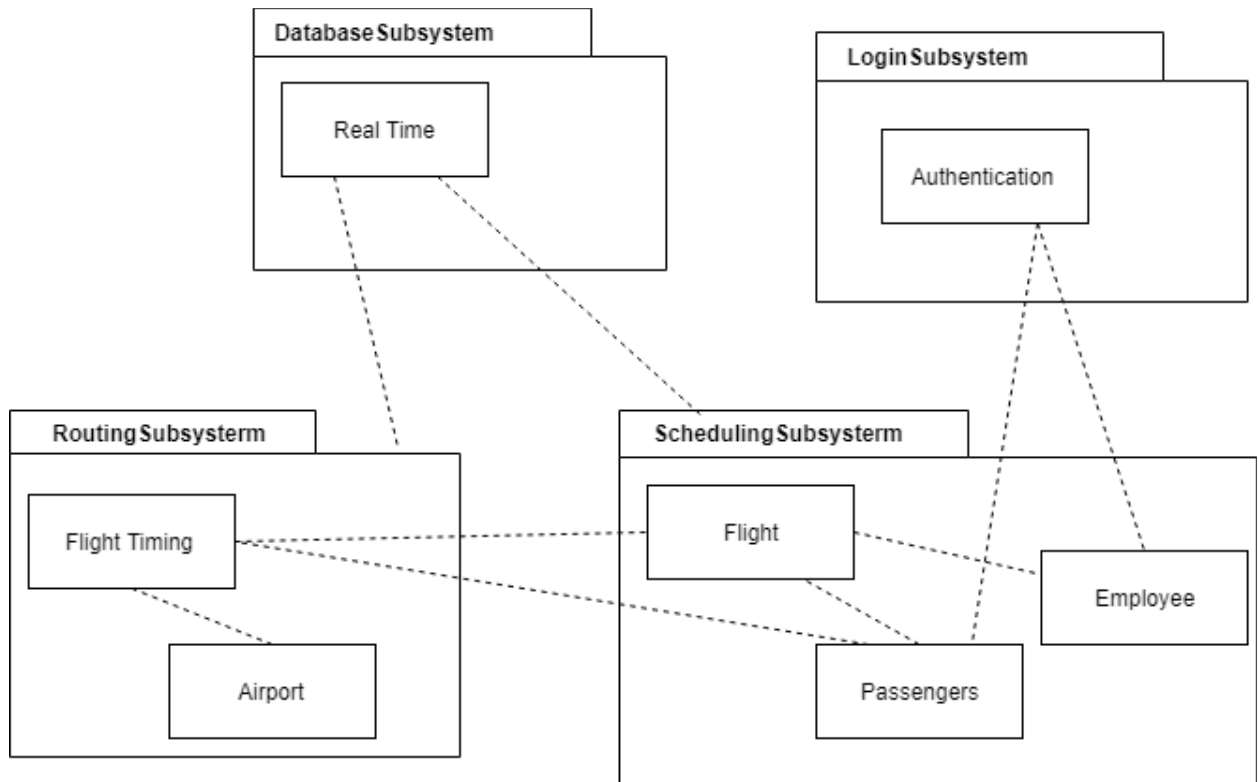 Database Subsystem
Login Subsystem
Real Time
Authentication
Routing Subsysterm
Scheduling Subsysterm
Flight Timing
Flight
Employee
Airport
Passengers